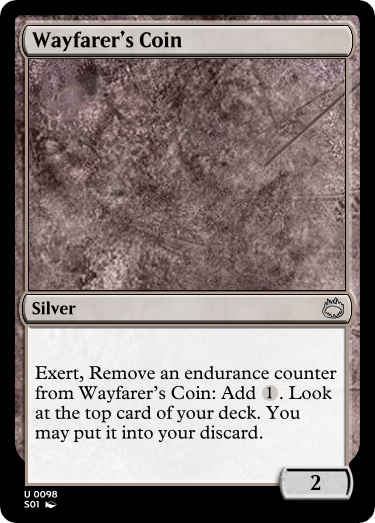 Wayfarer's Coin
Silver
Exert, Remove an endurance counter
from Wayfarer's Coin: Add 1. Look
at the top card of your deck. You
may put it into your discard.
2
U 0098
S01